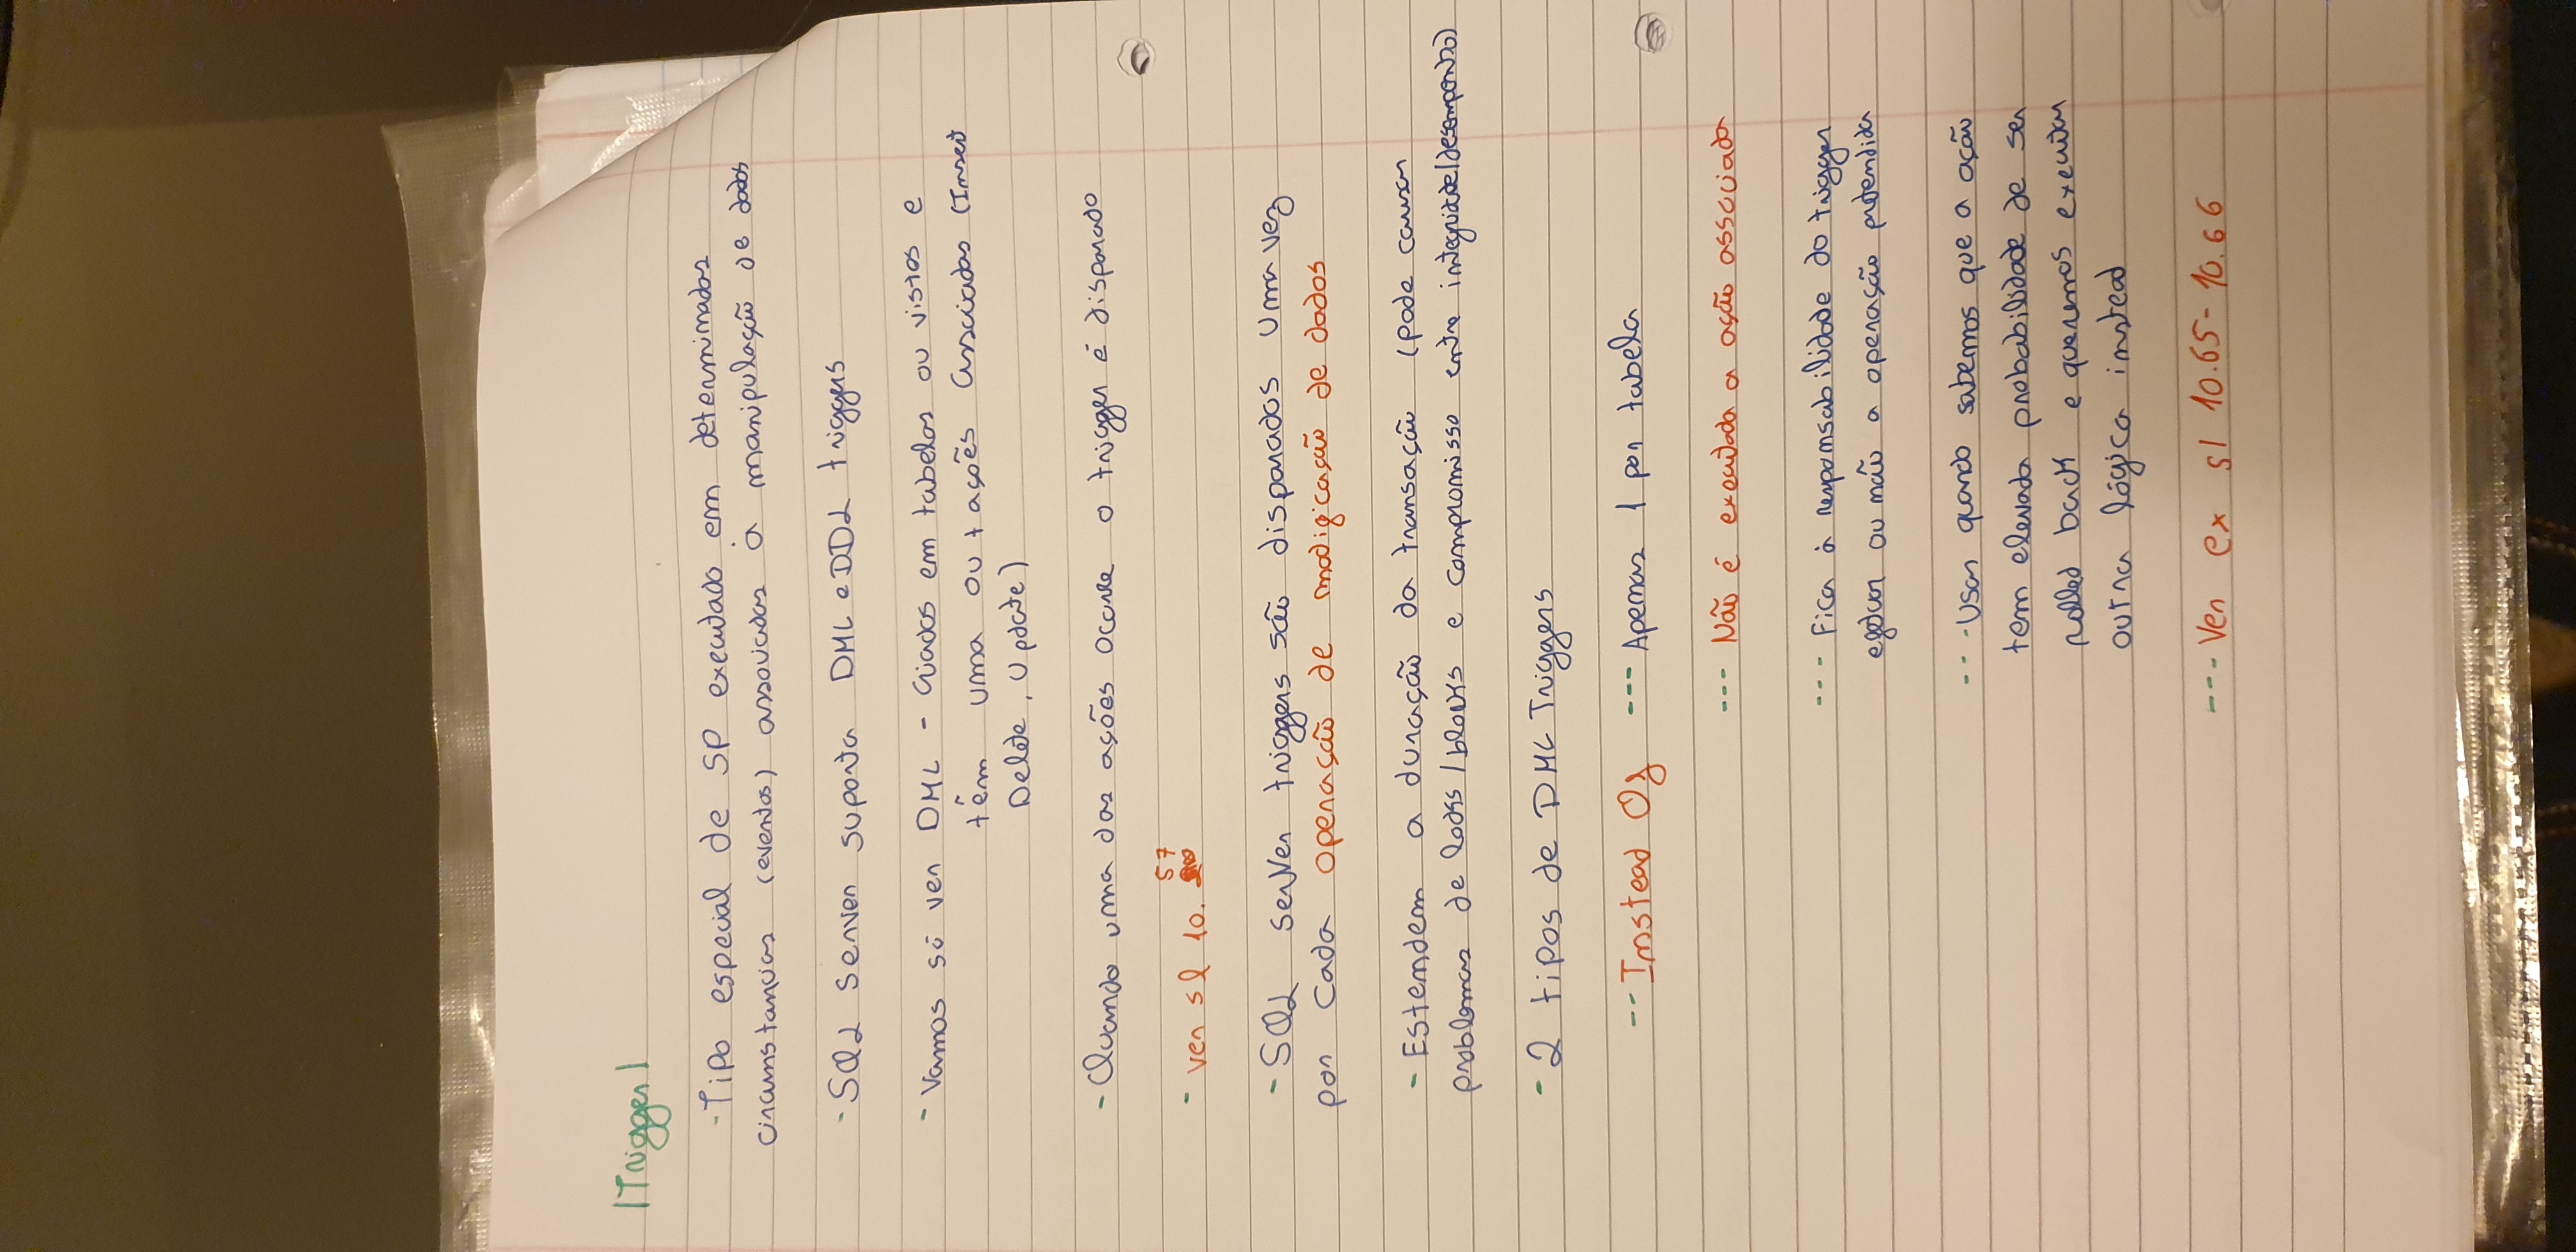 |Trigger|
- Tipo especial de SP executado em determinadas
circunstancias (eventos) associadas à manipulação de dados
- SQL Server suporta DML e DDL triggers
- Vamos só ver DML - Criados em tabelas ou vistas e
têm uma ou + ações associadas (Insert
Delete, Update)
- Quando uma das ações ocorre o trigger é disparado
- ver sl 10. 57
- SQL Server triggers são disparados uma vez
por cada operação de modificação de dados
- Estendem a duração da transação (pode causar
problemas de locks/blocks e compromisso entre integridade/desempenho)
- 2 tipos de DML Triggers
-- Instead Of --- Apenas 1 por tabela
--- Não é executada a ação associada
--- Fica à responsabilidade do trigger
efetuar ou não a operação pretendida
--- Usar quando sabemos que a ação
tem elevada probabilidade de ser
rolled back e queremos executar
outra lógica instead
--- Ver ex sl 10.65 - 10.66